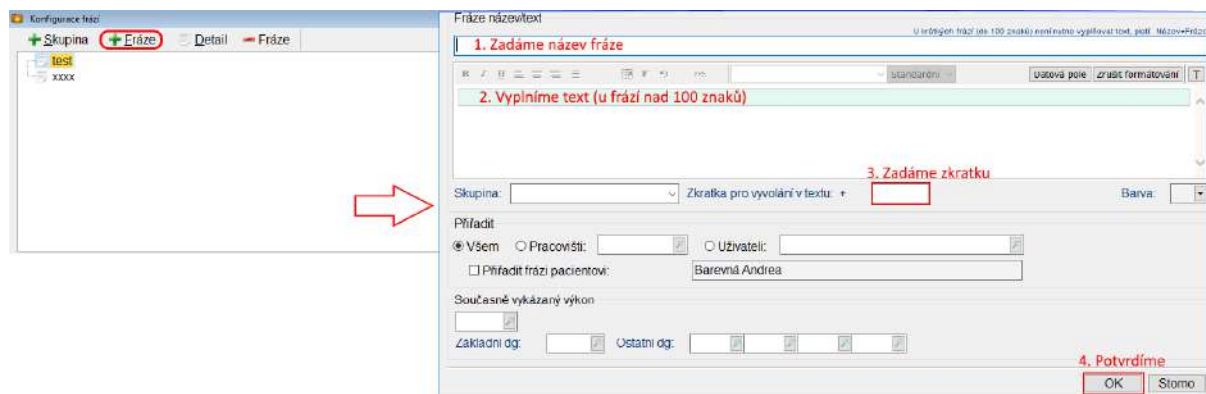 Konfigurace frází
Skupina Fráze Detail Fráze
test
xxxx
Fráze název/text
U krátkých frází (do 100 znaků) není nutno vyplňovat text, platí Název=Fráze
1. Zadáme název fráze
B I U Standardní Datová pole Zrušit formátování T
2. Vyplníme text (u frází nad 100 znaků)
3. Zadáme zkratku
Skupina: Zkratka pro vyvolání v textu: + Barva:
Přiřadit
Všem Pracovišti: Uživateli:
Přiřadit frázi pacientovi: Barevná Andrea
Současně vykázaný výkon
Základní dg: Ostatní dg:
4. Potvrdíme
OK Storno